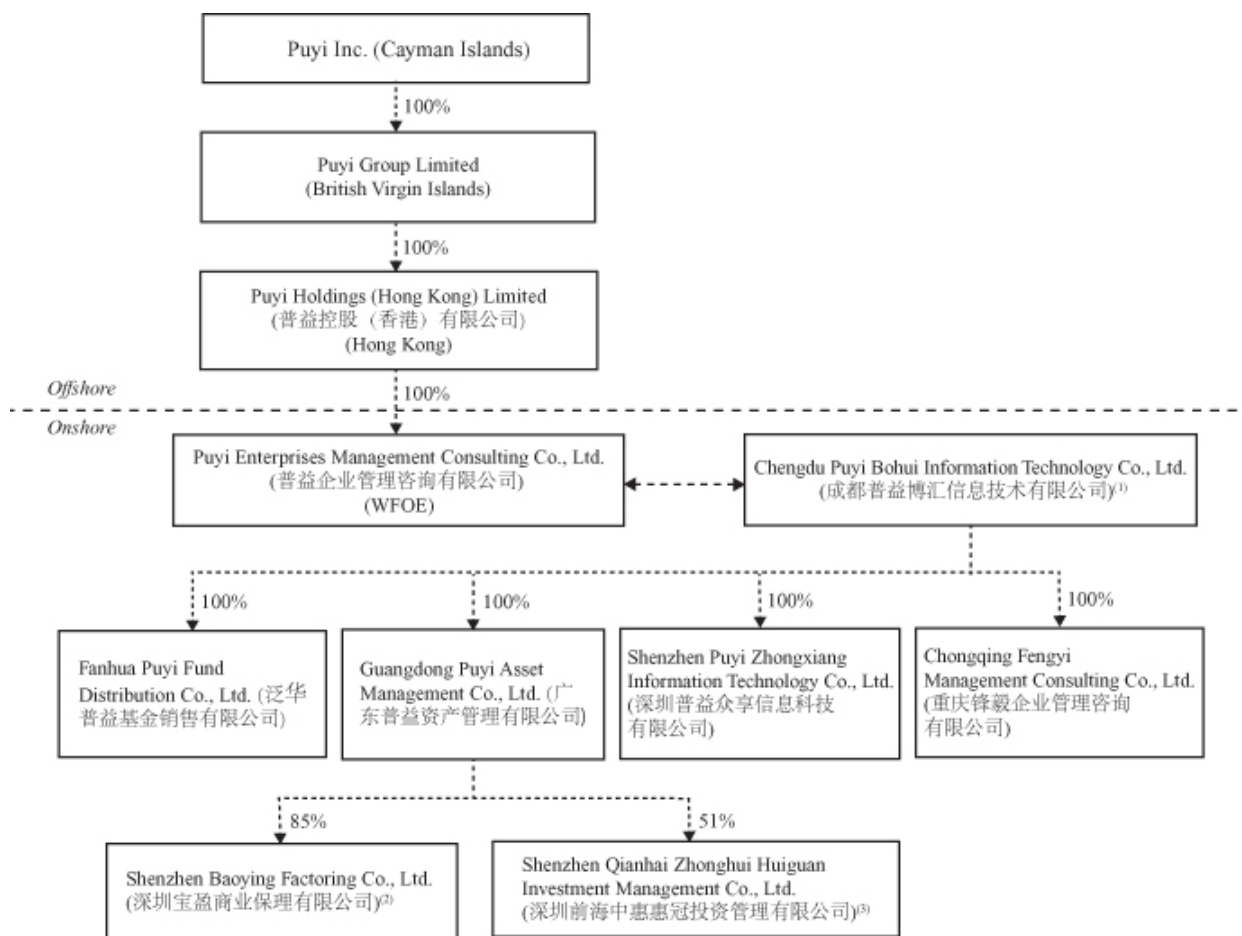 Puyi Inc. (Cayman Islands)
100%
Puyi Group Limited
(British Virgin Islands)
100%
Puyi Holdings (Hong Kong) Limited
(普益控股（香港）有限公司)
(Hong Kong)
Offshore
100%
Onshore
Puyi Enterprises Management Consulting Co., Ltd.
(普益企业管理咨询有限公司)
(WFOE)
Chengdu Puyi Bohui Information Technology Co., Ltd.
(成都普益博汇信息技术有限公司)(1)
100%
100%
100%
100%
Fanhua Puyi Fund
Distribution Co., Ltd. (泛华
普益基金销售有限公司)
Guangdong Puyi Asset
Management Co., Ltd. (广
东普益资产管理有限公司)
Shenzhen Puyi Zhongxiang
Information Technology Co., Ltd.
(深圳普益众享信息科技
有限公司)
Chongqing Fengyi
Management Consulting Co., Ltd.
(重庆锋毅企业管理咨询
有限公司)
85%
51%
Shenzhen Baoying Factoring Co., Ltd.
(深圳宝盈商业保理有限公司)(2)
Shenzhen Qianhai Zhonghui Huiguan
Investment Management Co., Ltd.
(深圳前海中惠惠冠投资管理有限公司)(3)